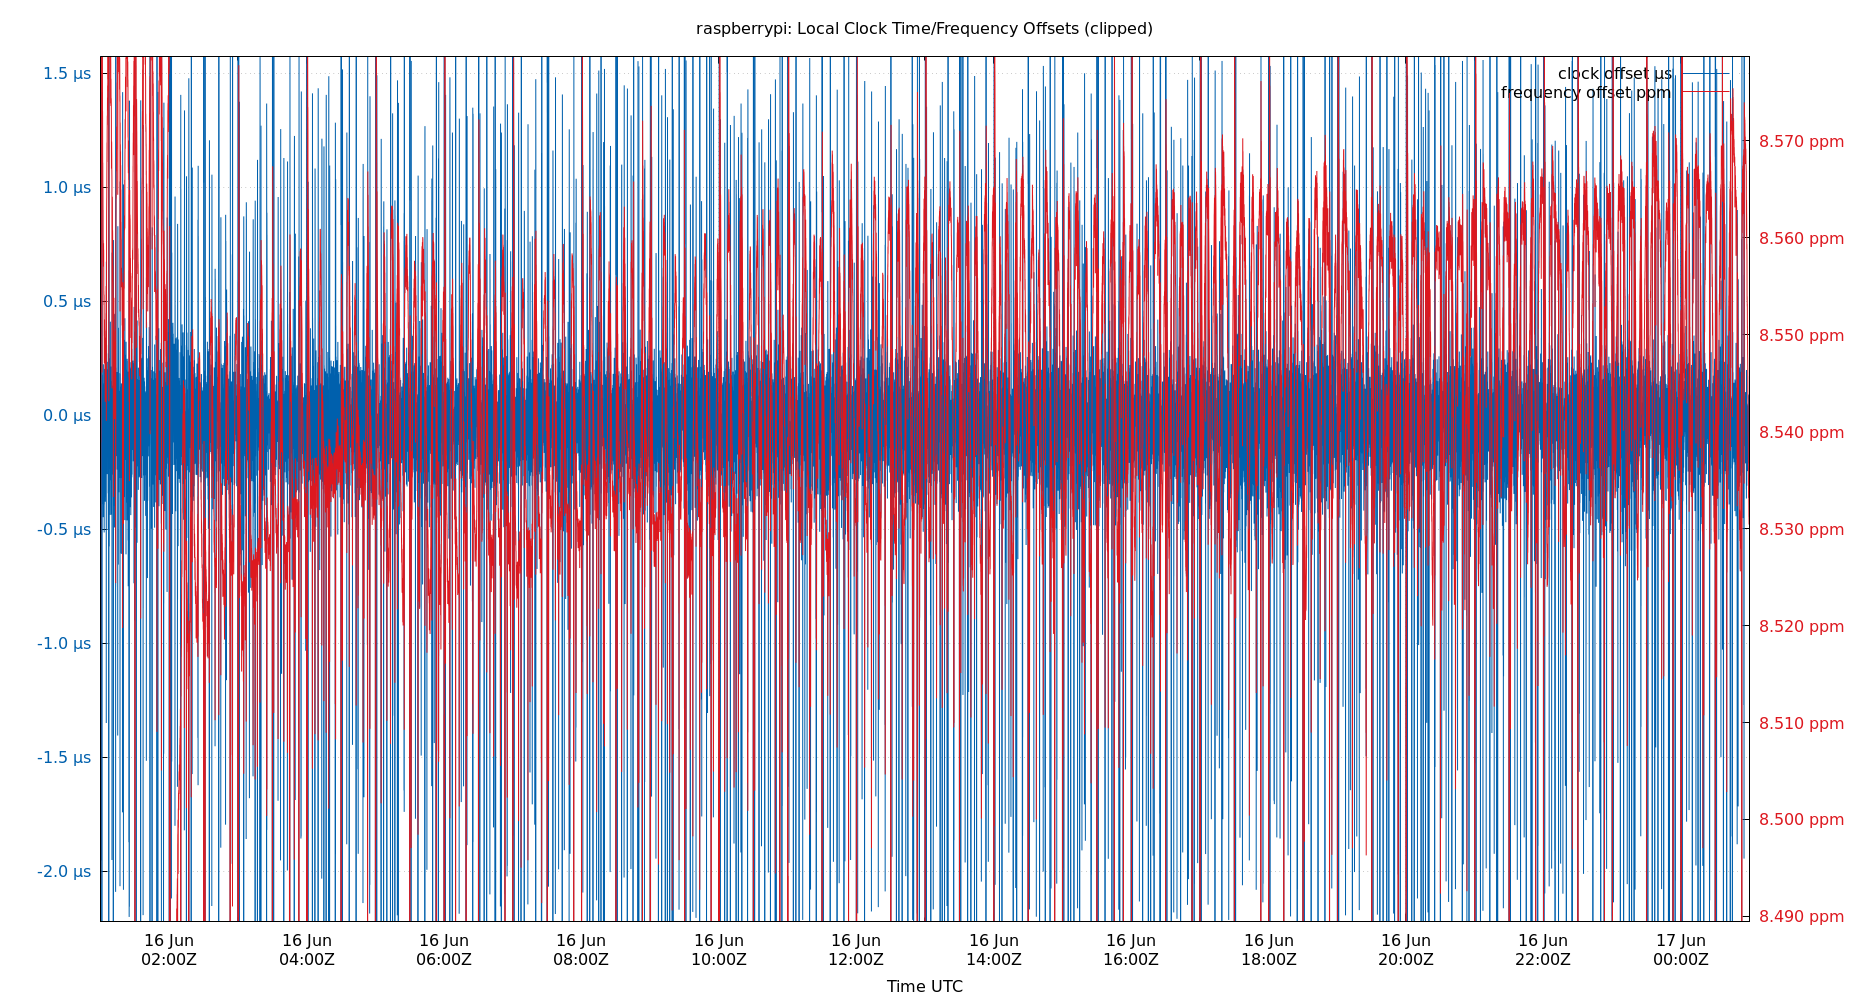 raspberrypi: Local Clock Time/Frequency Offsets (clipped)
clock offset µs
frequency offset ppm
1.5 µs
1.0 µs
0.5 µs
0.0 µs
-0.5 µs
-1.0 µs
-1.5 µs
-2.0 µs
8.570 ppm
8.560 ppm
8.550 ppm
8.540 ppm
8.530 ppm
8.520 ppm
8.510 ppm
8.500 ppm
8.490 ppm
16 Jun 16 Jun 16 Jun 16 Jun 16 Jun 16 Jun 16 Jun 16 Jun 16 Jun 16 Jun 16 Jun 17 Jun
02:00Z 04:00Z 06:00Z 08:00Z 10:00Z 12:00Z 14:00Z 16:00Z 18:00Z 20:00Z 22:00Z 00:00Z
Time UTC